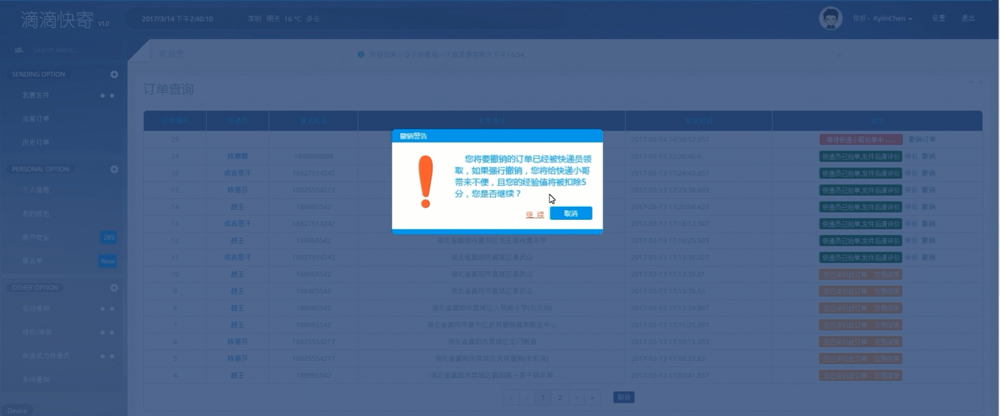 滴滴快寄 V1.0
2017/3/14 下午2:40:10 深圳 明天 16 °C 多云
你好， KylinChen 设置 退出
Search Menu...
欢迎您 欢迎回来小伍子你最后一次登录是在昨天下午16:54
SENDING OPTION
我要发件
当前订单
历史订单
PERSONAL OPTION
个人信息
我的钱包
账户安全 289
黑名单 New
OTHER OPTION
活动通知
维权/举报
申请成为快递员
系统通知
Device
订单查询
订单编号 快递员 联系电话 发件地址 发送时间 状态
25 2017-03-14 14:39:52.957 等待快递小哥抢单中 ...... 撤销订单
24 陈麒麟 1888888888 2017-03-13 22:26:40.6 快递员已抢单,发件后请评价 评价 撤销
16 成吉思汗 18827514242 2017-03-13 17:24:43.657 快递员已抢单,发件后请评价 评价 撤销
15 陈丽莎 18825554217 2017-03-13 17:23:38.693 快递员已抢单,发件后请评价 评价 撤销
14 越王 188965542 2017-03-13 17:20:04.423 快递员已抢单,发件后请评价 评价 撤销
13 成吉思汗 18827514242 2017-03-13 17:18:12.597 快递员已抢单,发件后请评价 评价 撤销
12 越王 188965542 湖北省襄阳市襄州区龙王镇肖集中学 2017-03-13 17:16:25.503 快递员已抢单,发件后请评价 评价 撤销
11 成吉思汗 18827514242 湖北省襄阳市襄城区真武山 2017-03-13 17:13:39.027 快递员已抢单,发件后请评价 评价 撤销
10 越王 188965542 湖北省襄阳市襄城区真武山 2017-03-13 17:13:39.01 您已评价此订单 交易结束
9 越王 188965542 湖北省襄阳市襄城区真武山 2017-03-13 17:13:38.93 您已评价此订单 交易结束
8 越王 188965542 湖北省襄阳市樊城区人民路小学(公交站) 2017-03-13 17:12:24.897 您已评价此订单 交易结束
7 越王 188965542 湖北省襄阳市襄州区武商量贩襄樊配送中心 2017-03-13 17:11:25.987 您已评价此订单 交易结束
6 陈丽莎 18825554217 湖北省襄阳市樊城区龙门街道 2017-03-13 17:10:15.593 您已评价此订单 交易结束
5 陈丽莎 18825554217 湖北省襄阳市樊城区武商量贩(长虹店) 2017-03-13 17:09:23.62 您已评价此订单 交易结束
4 越王 188965542 湖北省襄阳市樊城区襄阳第一家干锅羊排 2017-03-13 17:07:41.857 您已评价此订单 交易结束
« ‹ 1 2 › » 刷新
撤销警告
您将要撤销的订单已经被快递员领
取，如果强行撤销，您将给快递小哥
带来不便，且您的经验值将被扣除5
分，您是否继续？
继 续 取消